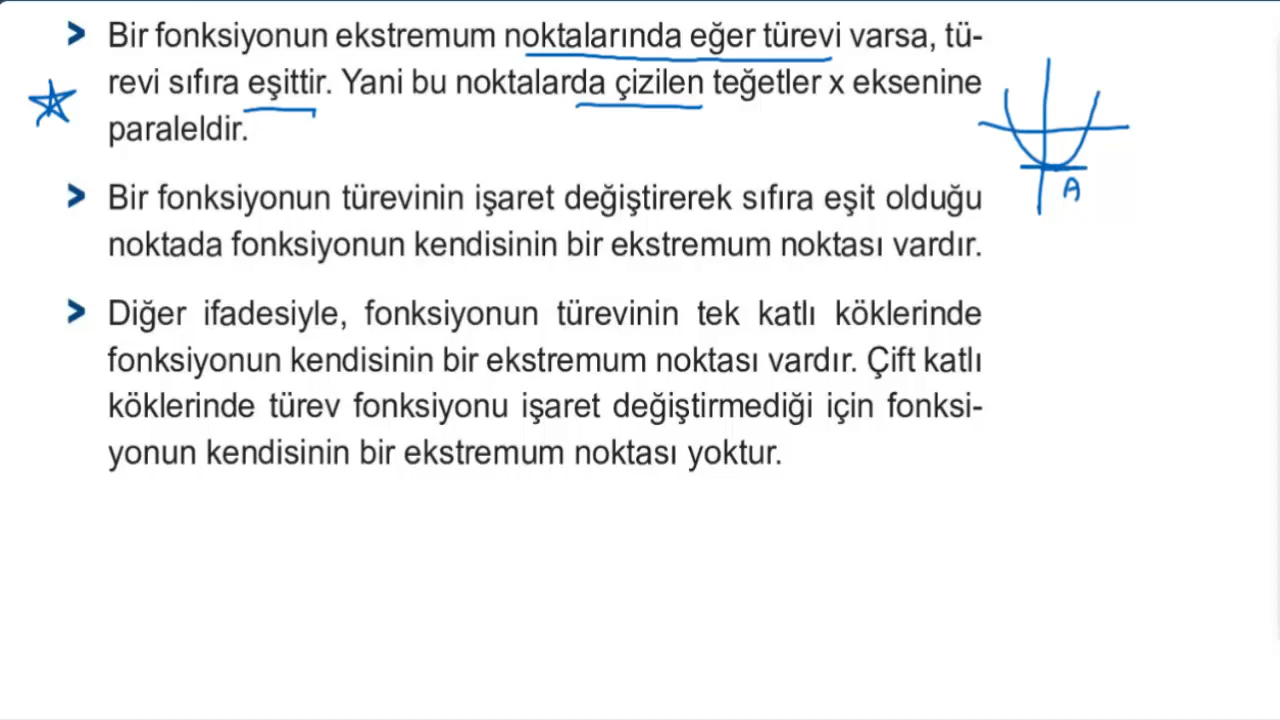 > Bir fonksiyonun ekstremum noktalarında eğer türevi varsa, tü-
revi sıfıra eşittir. Yani bu noktalarda çizilen teğetler x eksenine
paraleldir.
A
> Bir fonksiyonun türevinin işaret değiştirerek sıfıra eşit olduğu
noktada fonksiyonun kendisinin bir ekstremum noktası vardır.
> Diğer ifadesiyle, fonksiyonun türevinin tek katlı köklerinde
fonksiyonun kendisinin bir ekstremum noktası vardır. Çift katlı
köklerinde türev fonksiyonu işaret değiştirmediği için fonksi-
yonun kendisinin bir ekstremum noktası yoktur.